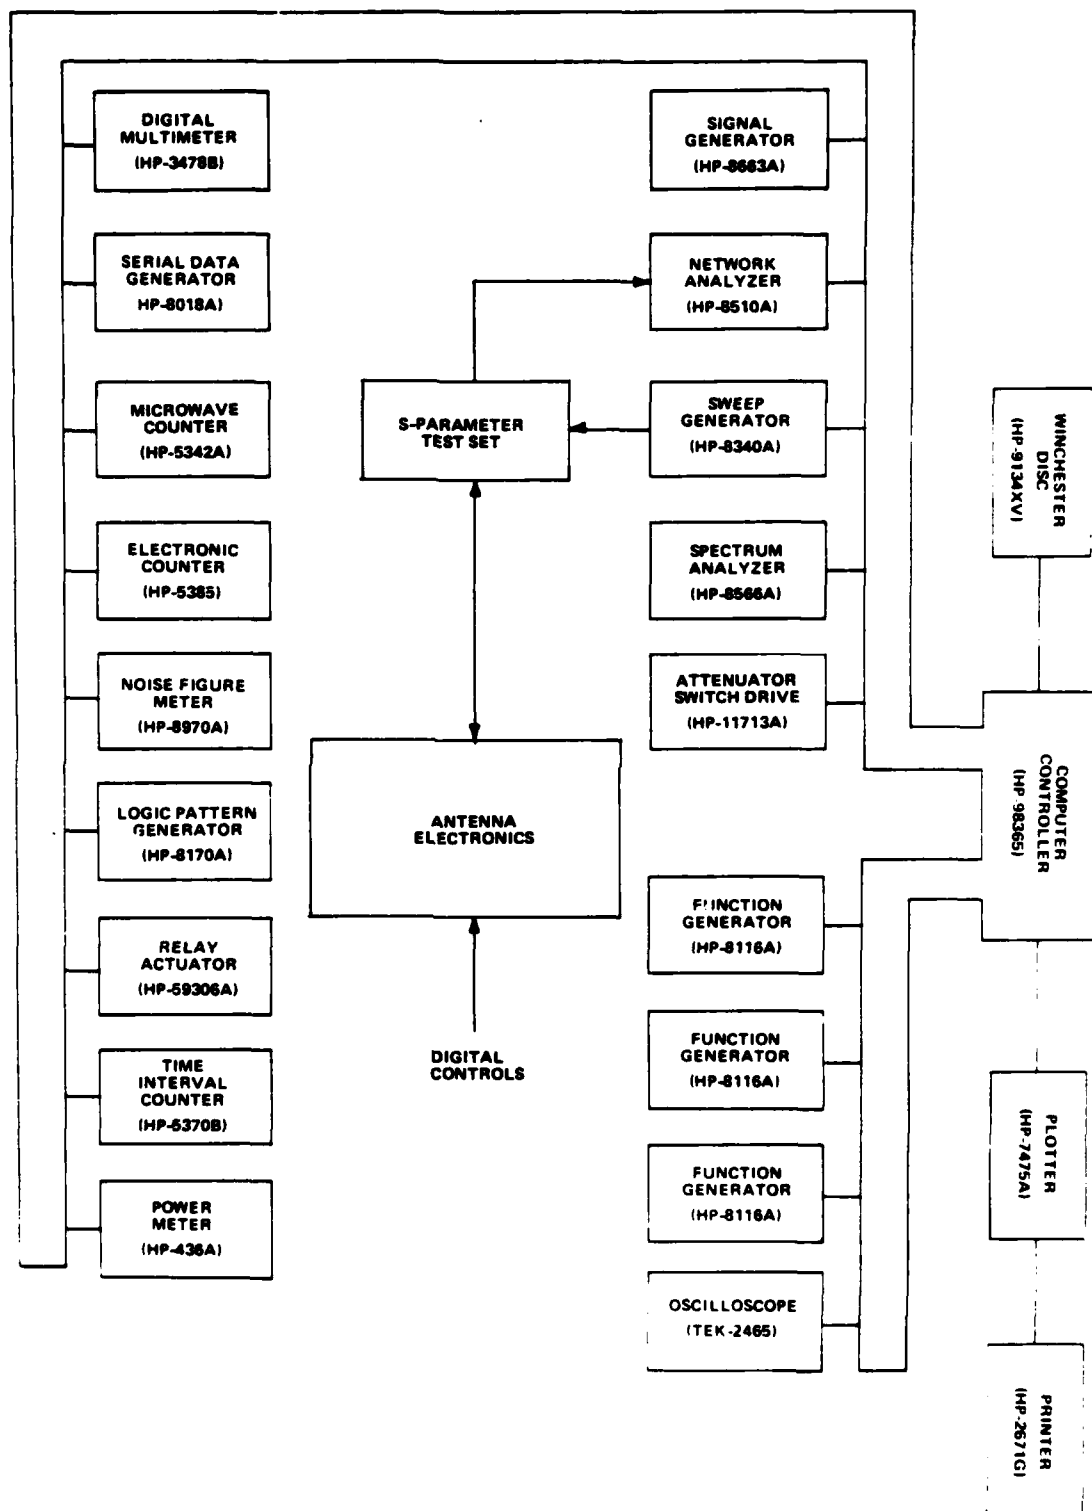 DIGITAL
MULTIMETER
(HP-3478B)
SERIAL DATA
GENERATOR
HP-8018A)
MICROWAVE
COUNTER
(HP-5342A)
ELECTRONIC
COUNTER
(HP-5385)
NOISE FIGURE
METER
(HP-8970A)
LOGIC PATTERN
GENERATOR
(HP-8170A)
RELAY
ACTUATOR
(HP-59306A)
TIME
INTERVAL
COUNTER
(HP-5370B)
POWER
METER
(HP-436A)
S-PARAMETER
TEST SET
ANTENNA
ELECTRONICS
DIGITAL
CONTROLS
SIGNAL
GENERATOR
(HP-8663A)
NETWORK
ANALYZER
(HP-8510A)
SWEEP
GENERATOR
(HP-8340A)
SPECTRUM
ANALYZER
(HP-8566A)
ATTENUATOR
SWITCH DRIVE
(HP-11713A)
FUNCTION
GENERATOR
(HP-8116A)
FUNCTION
GENERATOR
(HP-8116A)
FUNCTION
GENERATOR
(HP-8116A)
OSCILLOSCOPE
(TEK-2465)
WINCHESTER
DISC
(HP-9134XV)
COMPUTER
CONTROLLER
(HP-98365)
PLOTTER
(HP-7475A)
PRINTER
(HP-2671G)